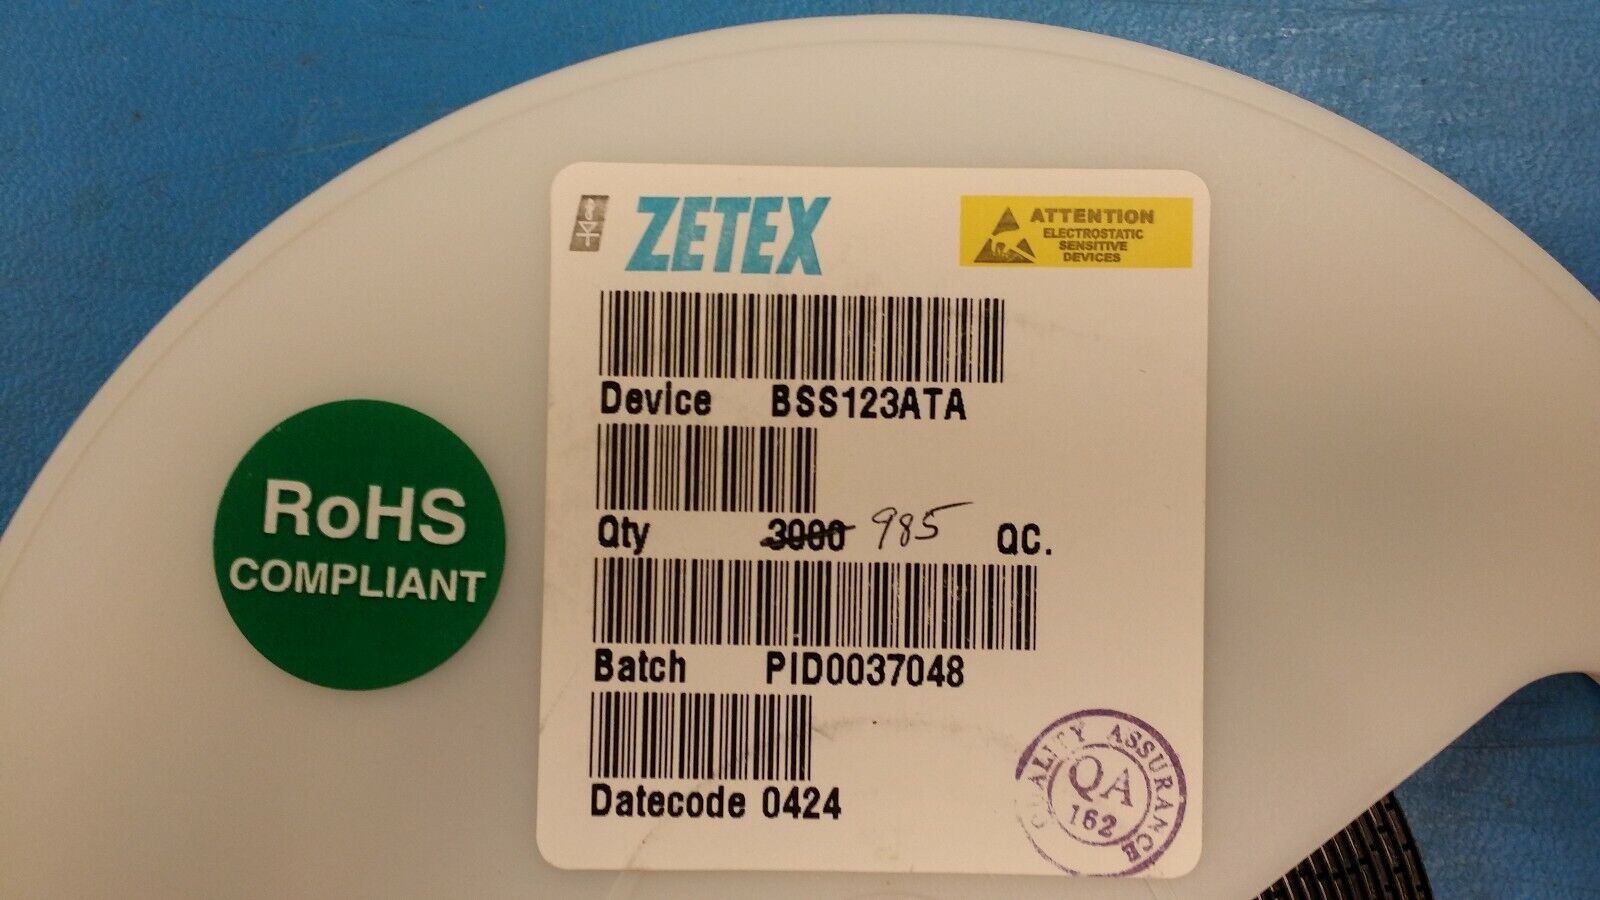 ZETEX
ATTENTION
ELECTROSTATIC
SENSITIVE
DEVICES
Device BSS123ATA
RoHS
COMPLIANT
Qty 3000 985 QC.
Batch PID0037048
Datecode 0424
QUALITY ASSURANCE
QA
162